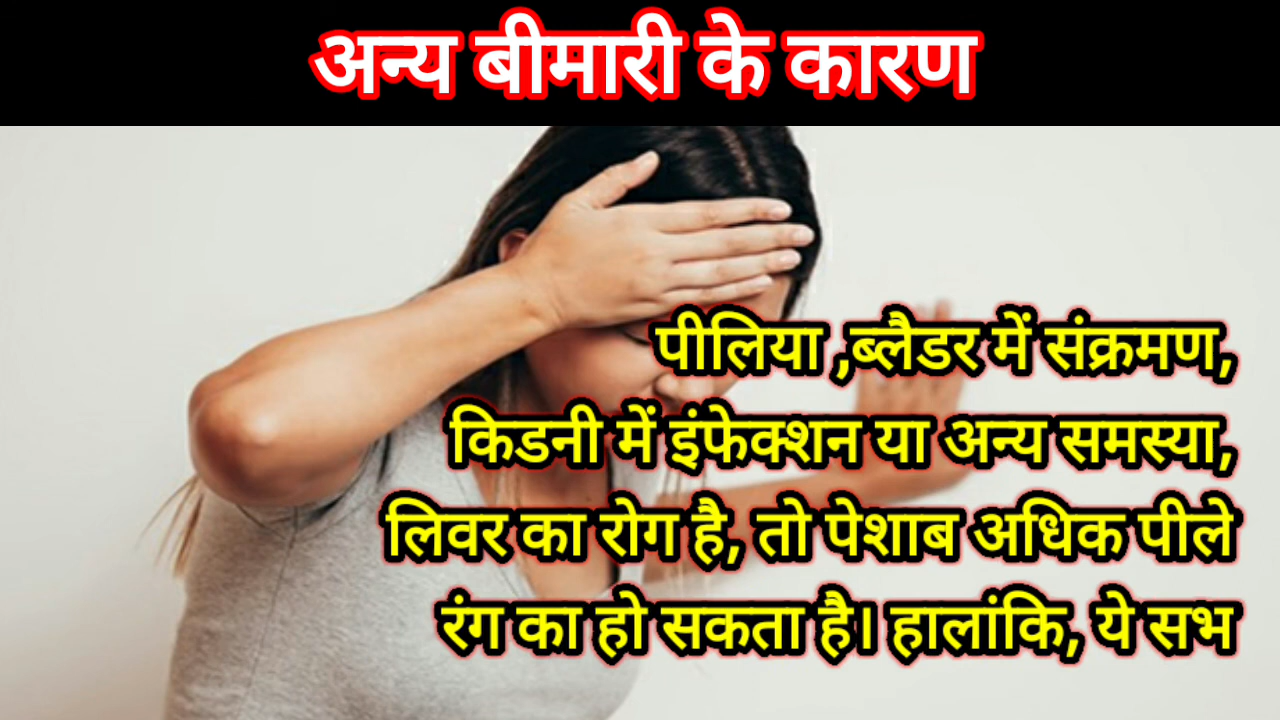 अन्य बीमारी के कारण
पीलिया ,ब्लैडर में संक्रमण,
किडनी में इंफेक्शन या अन्य समस्या,
लिवर का रोग है, तो पेशाब अधिक पीले
रंग का हो सकता है। हालांकि, ये सभ